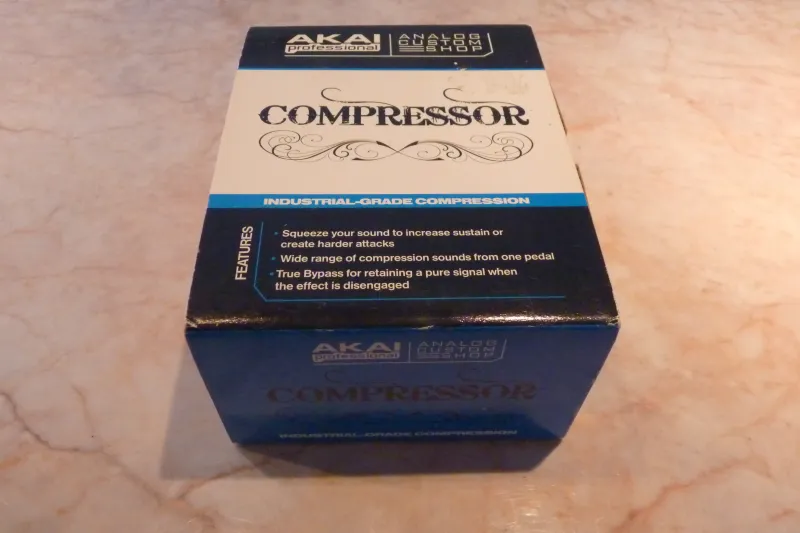 AKAI
professional
ANALOG
CUSTOM
SHOP
COMPRESSOR
INDUSTRIAL-GRADE COMPRESSION
FEATURES
• Squeeze your sound to increase sustain or
create harder attacks
• Wide range of compression sounds from one pedal
• True Bypass for retaining a pure signal when
the effect is disengaged
AKAI
professional
ANALOG
CUSTOM
SHOP
COMPRESSOR
INDUSTRIAL-GRADE COMPRESSION